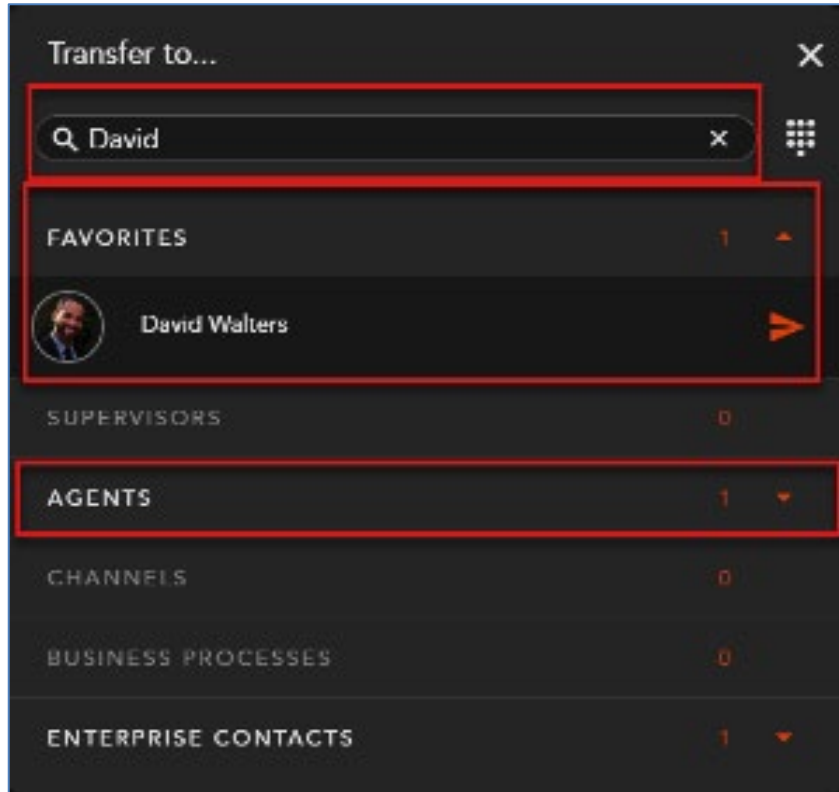 Transfer to...
David
FAVORITES 1
David Walters
SUPERVISORS 0
AGENTS 1
CHANNELS 0
BUSINESS PROCESSES 0
ENTERPRISE CONTACTS 1